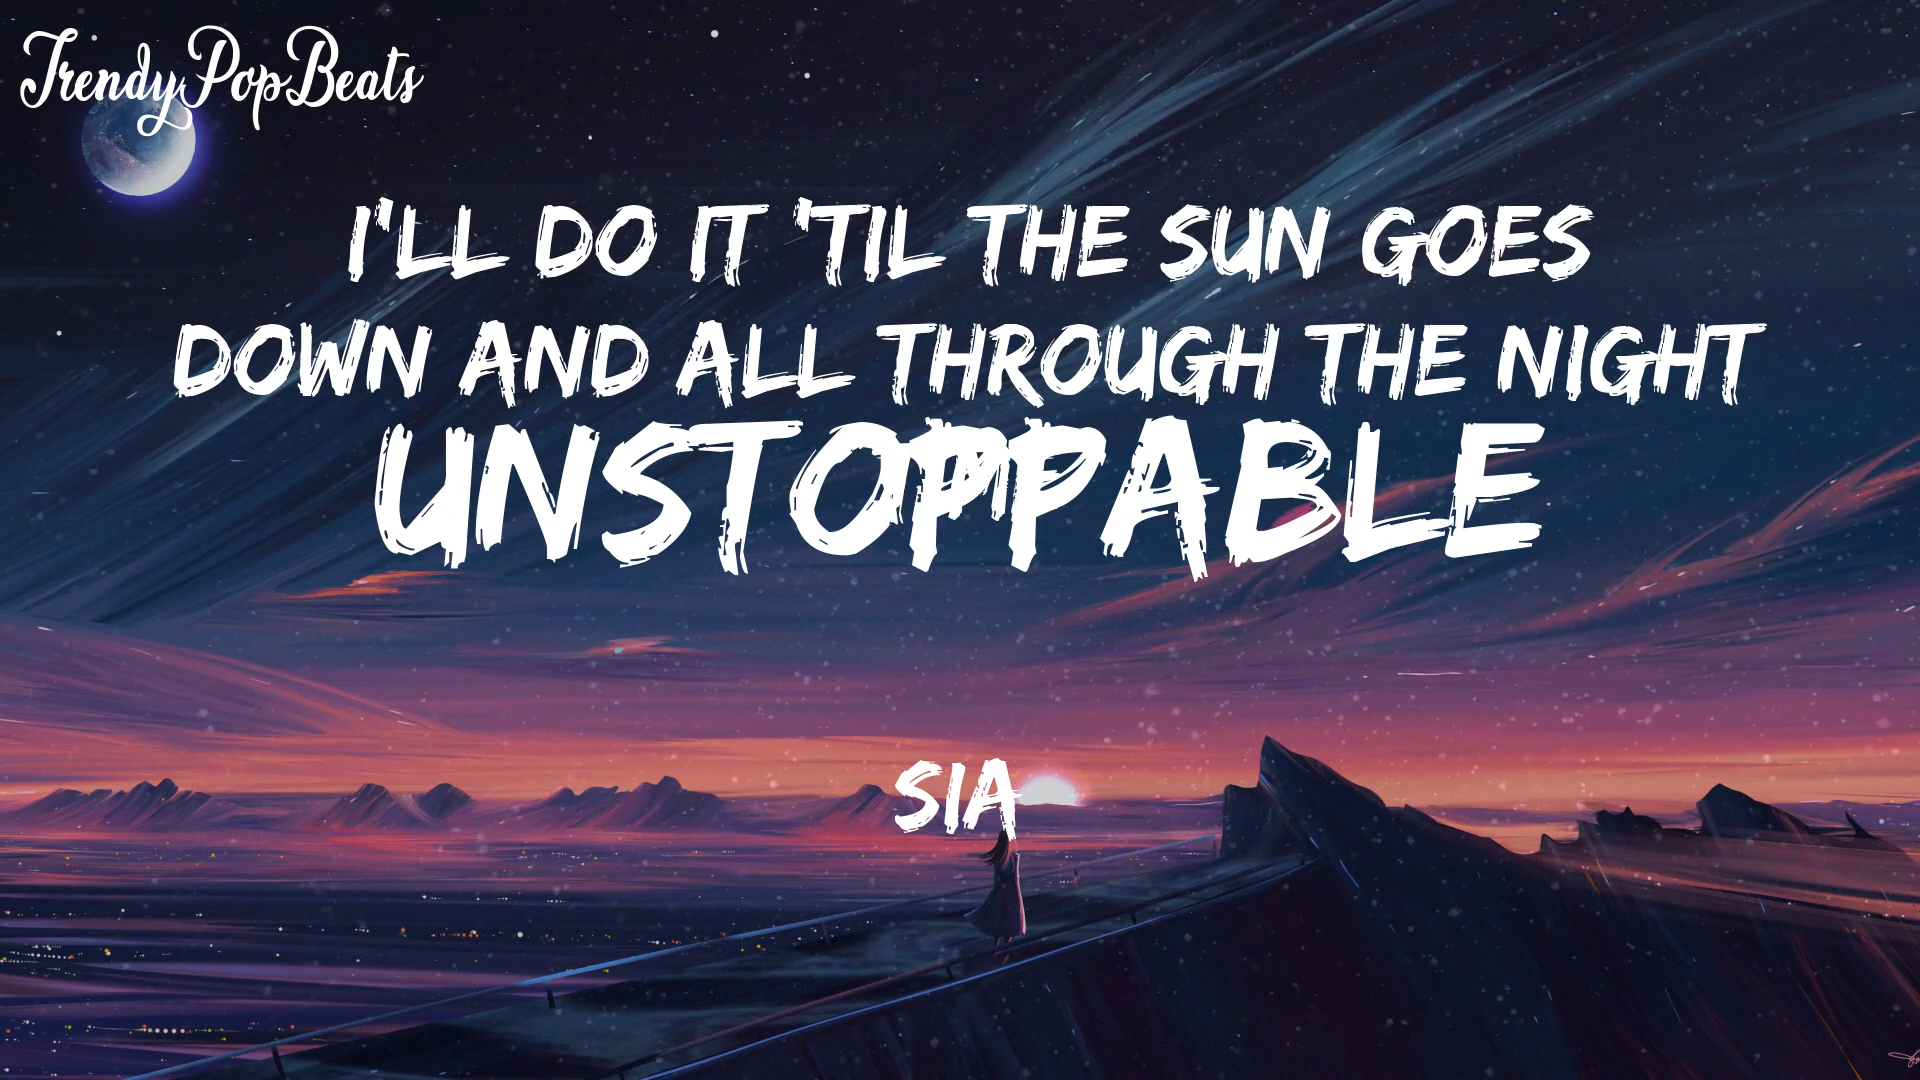 TrendyPopBeats
I'LL DO IT 'TIL THE SUN GOES
DOWN AND ALL THROUGH THE NIGHT
UNSTOPPABLE
SIA